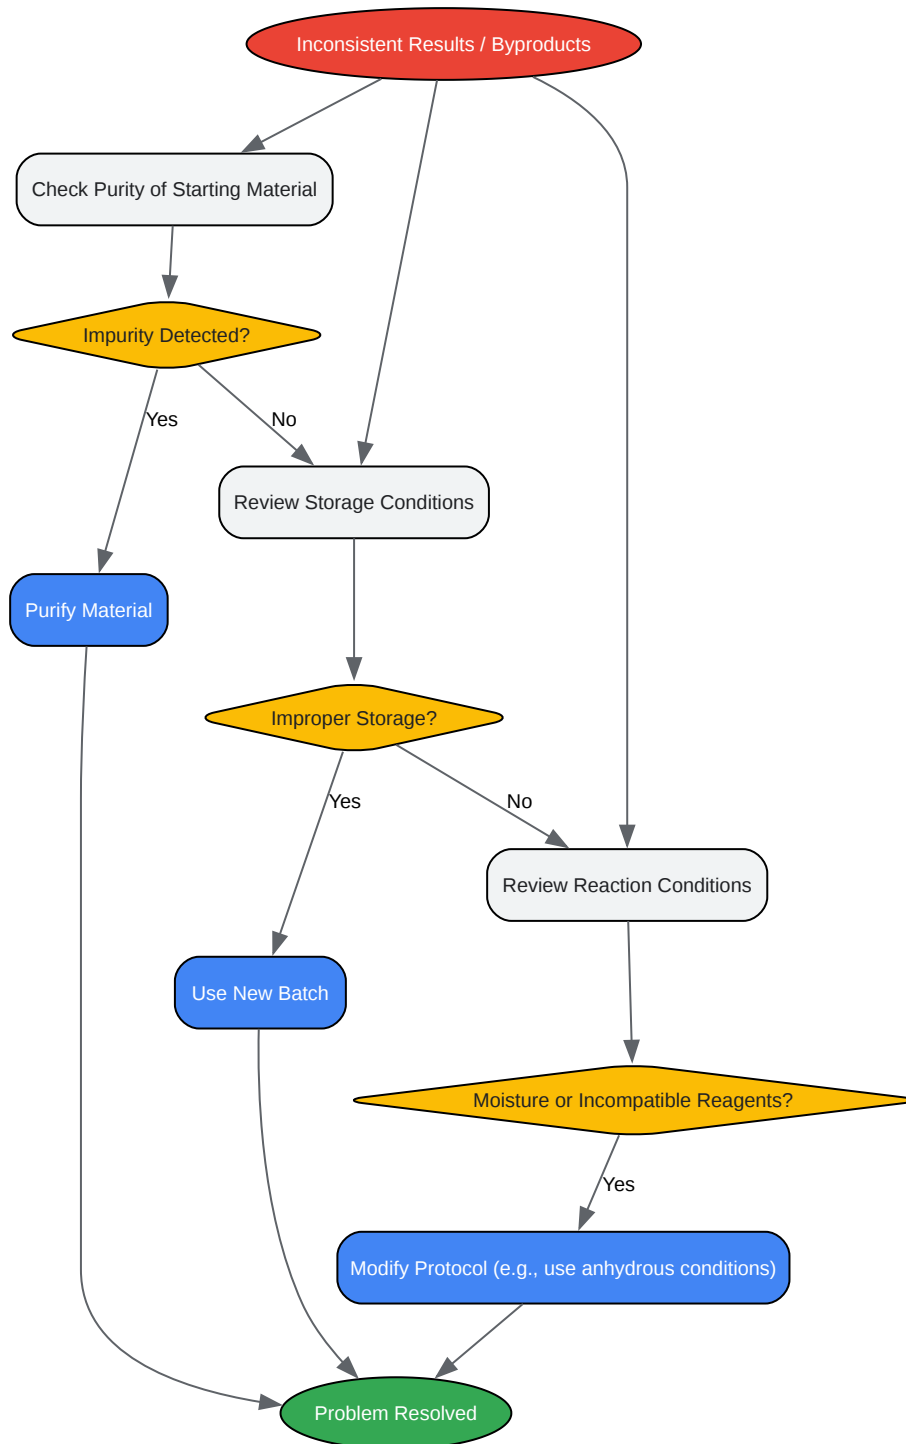 Inconsistent Results / Byproducts
Check Purity of Starting Material
Impurity Detected?
Yes
No
Review Storage Conditions
Purify Material
Improper Storage?
Yes
No
Review Reaction Conditions
Use New Batch
Moisture or Incompatible Reagents?
Yes
Modify Protocol (e.g., use anhydrous conditions)
Problem Resolved